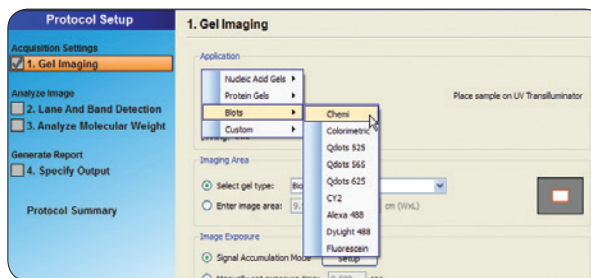 Protocol Setup
Acquisition Settings
1. Gel Imaging
Analyze Image
2. Lane And Band Detection
3. Analyze Molecular Weight
Generate Report
4. Specify Output
Protocol Summary
1. Gel Imaging
Application
Nucleic Acid Gels
Protein Gels
Blots
Custom
Chemi
Colorimetric
Qdots 525
Qdots 565
Qdots 625
CY2
Alexa 488
DyLight 488
Fluorescein
Place sample on UV Transilluminator
Imaging Area
Select gel type:
Enter image area:
cm (WxL)
Image Exposure
Signal Accumulation Mode
Setup